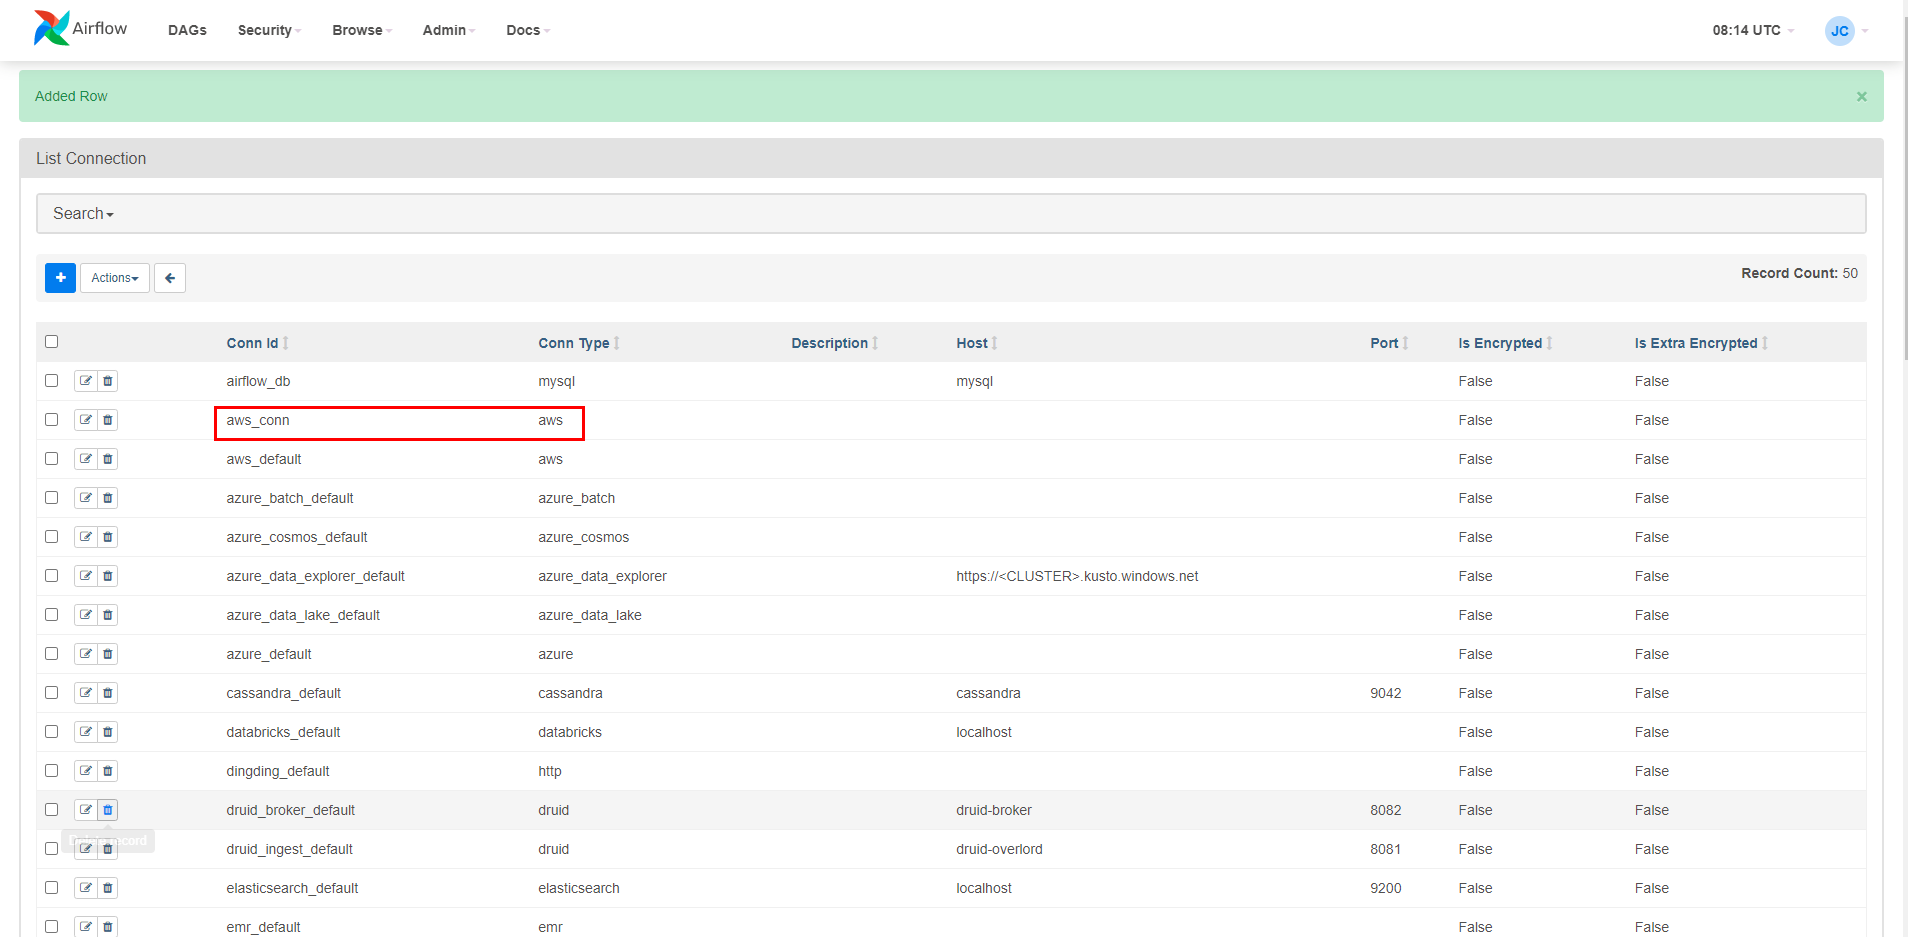 Airflow DAGs Security Browse Admin Docs 08:14 UTC JC
Added Row ×
List Connection
Search
+ Actions Record Count: 50
Conn Id Conn Type Description Host Port Is Encrypted Is Extra Encrypted
airflow_db mysql mysql False False
aws_conn aws False False
aws_default aws False False
azure_batch_default azure_batch False False
azure_cosmos_default azure_cosmos False False
azure_data_explorer_default azure_data_explorer https://<CLUSTER>.kusto.windows.net False False
azure_data_lake_default azure_data_lake False False
azure_default azure False False
cassandra_default cassandra cassandra 9042 False False
databricks_default databricks localhost False False
dingding_default http False False
druid_broker_default druid druid-broker 8082 False False
record
druid_ingest_default druid druid-overlord 8081 False False
elasticsearch_default elasticsearch localhost 9200 False False
emr_default emr False False